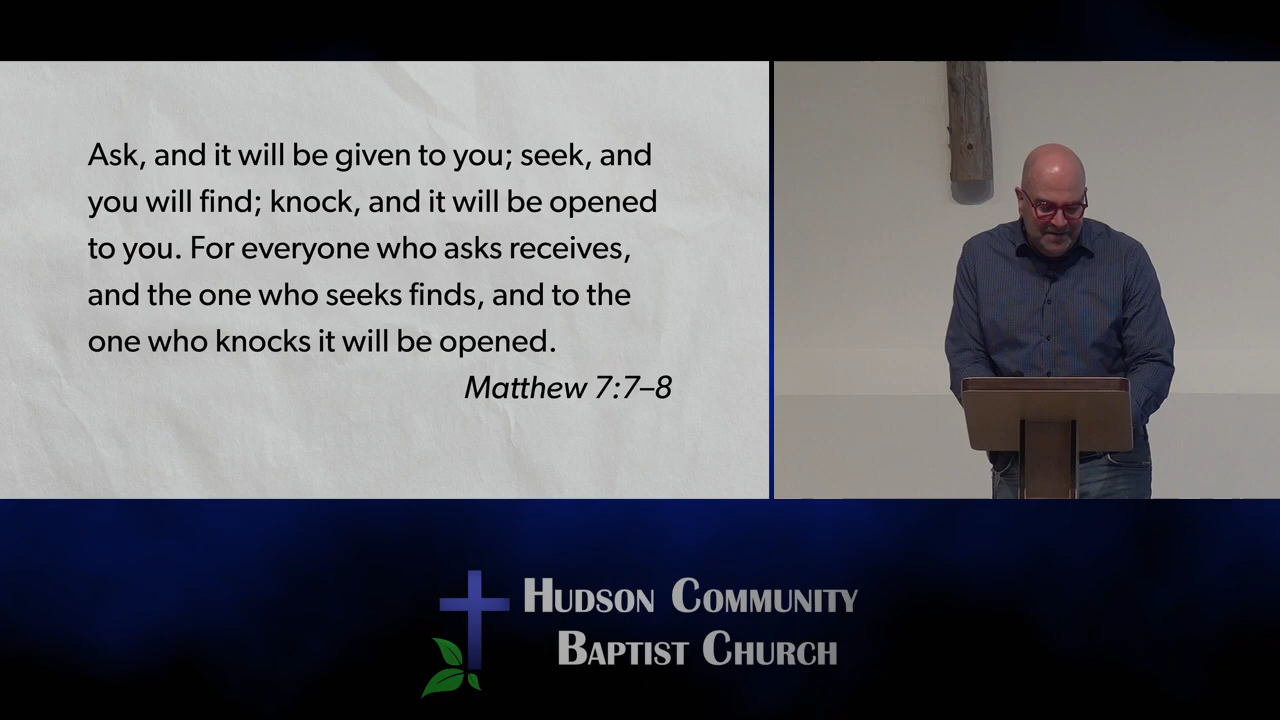 Ask, and it will be given to you; seek, and
you will find; knock, and it will be opened
to you. For everyone who asks receives,
and the one who seeks finds, and to the
one who knocks it will be opened.
Matthew 7:7–8
Hudson Community
Baptist Church